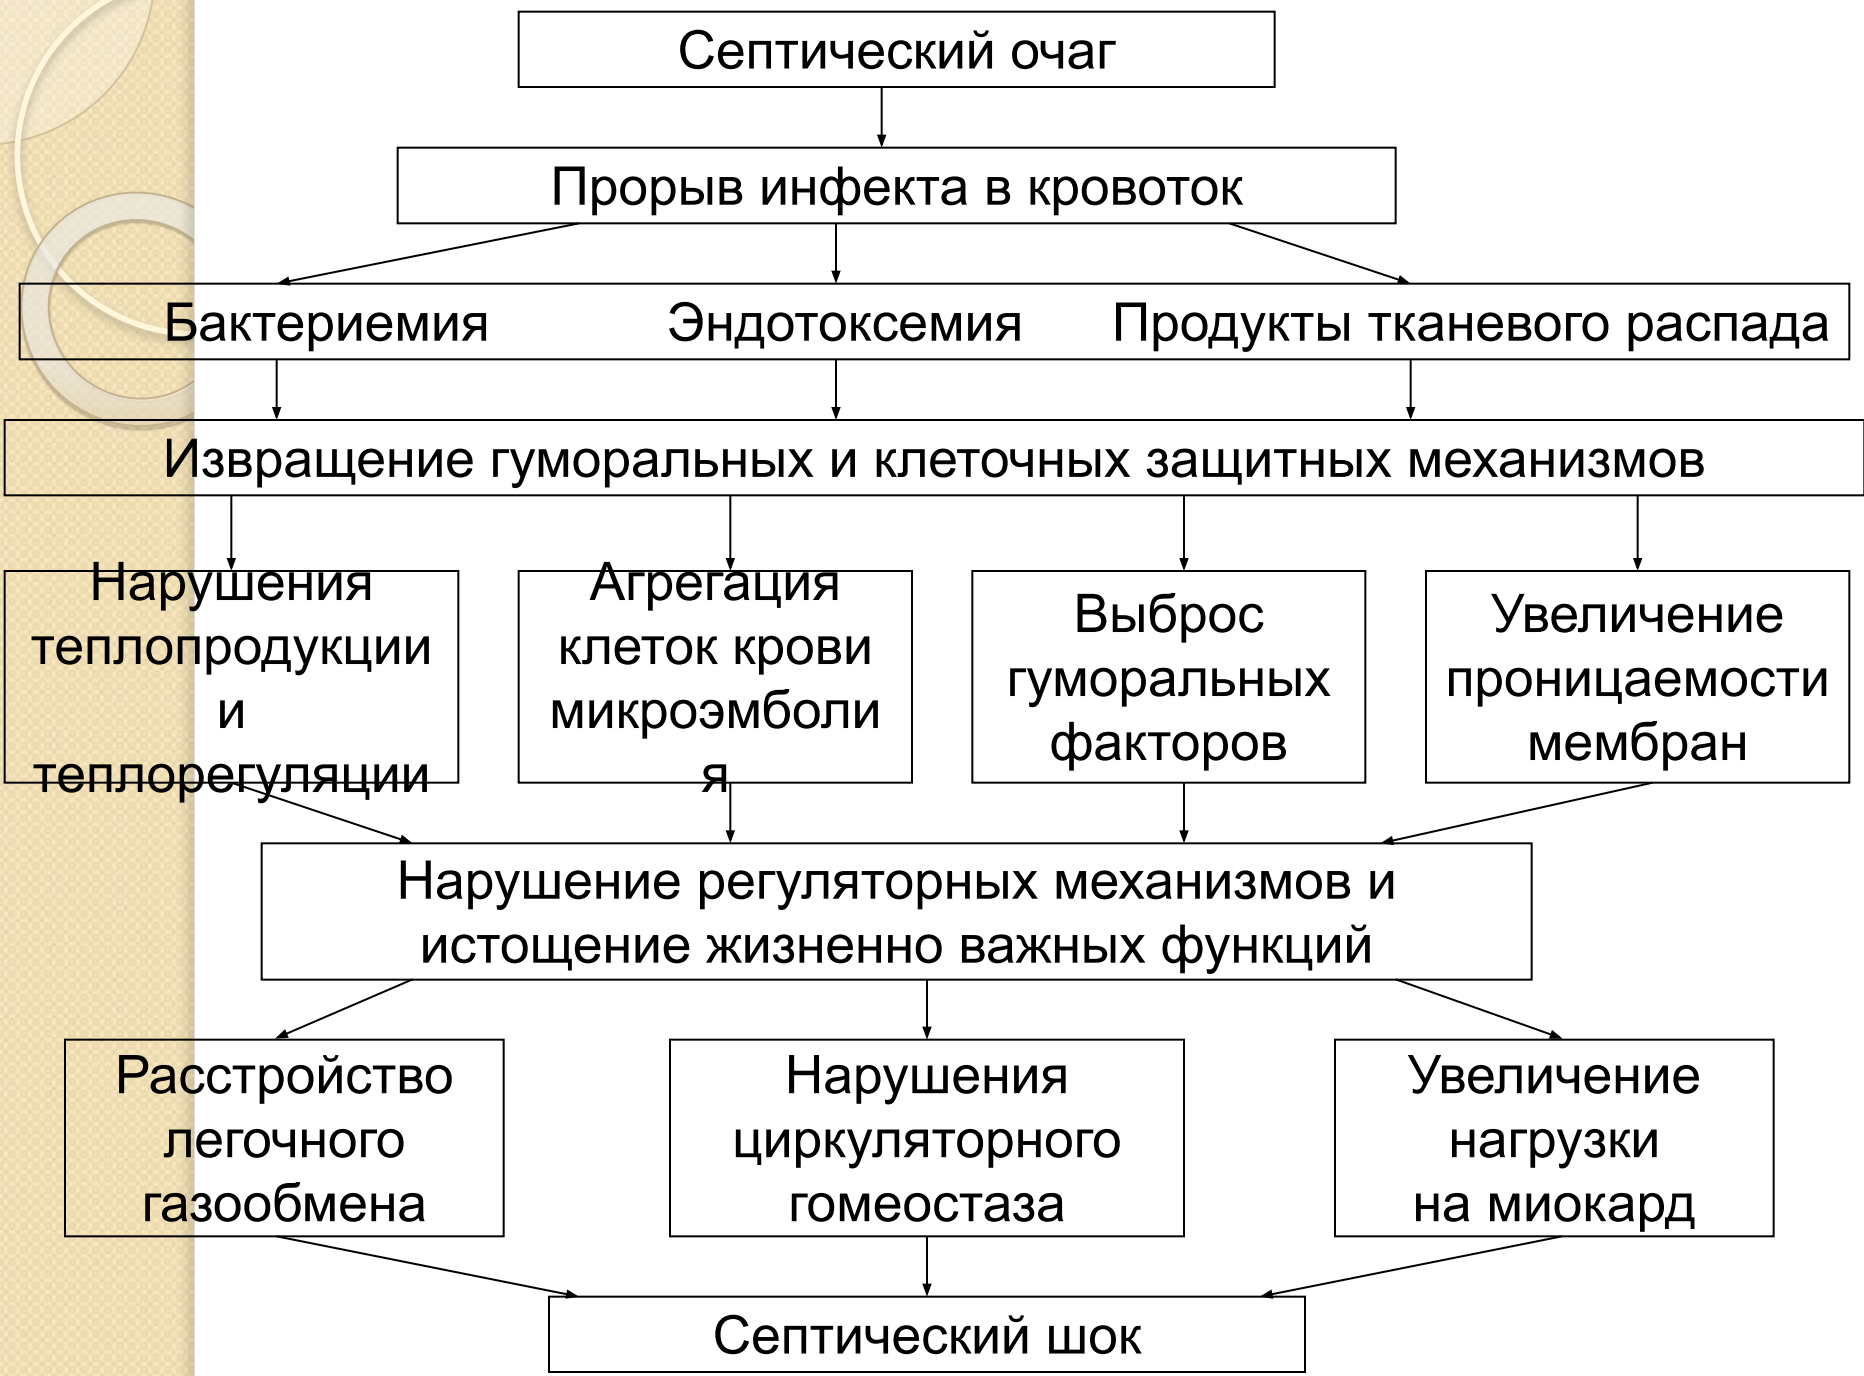 Септический очаг
Прорыв инфекта в кровоток
Бактериемия Эндотоксемия Продукты тканевого распада
Извращение гуморальных и клеточных защитных механизмов
Нарушения
теплопродукции
и
теплорегуляции
Агрегация
клеток крови
микроэмболи
я
Выброс
гуморальных
факторов
Увеличение
проницаемости
мембран
Нарушение регуляторных механизмов и
истощение жизненно важных функций
Расстройство
легочного
газообмена
Нарушения
циркуляторного
гомеостаза
Увеличение
нагрузки
на миокард
Септический шок